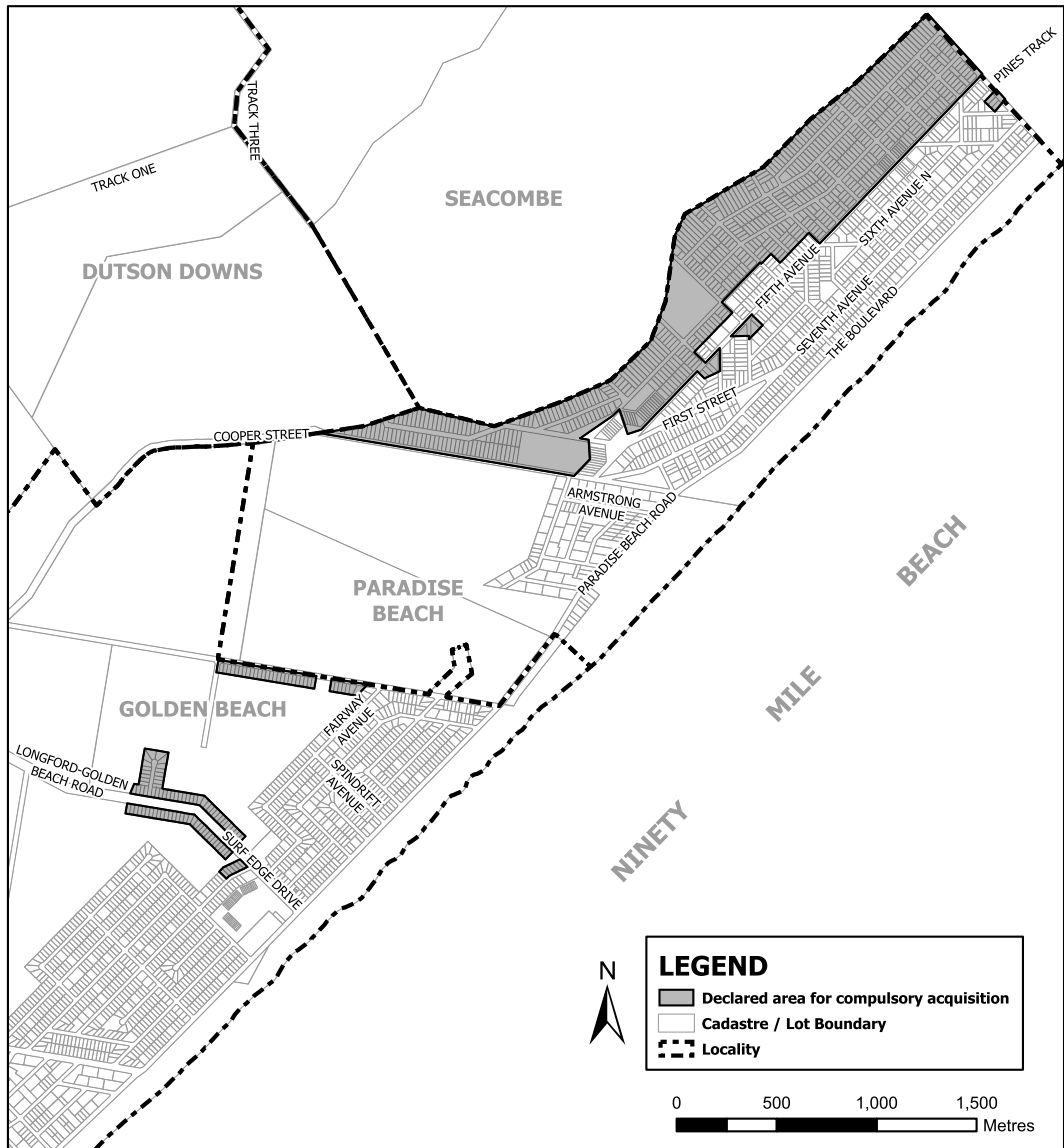 PINES TRACK
TRACK THREE
TRACK ONE
SEACOMBE
DUTSON DOWNS
SIXTH AVENUE N
FIFTH AVENUE
SEVENTH AVENUE
THE BOULEVARD
FIRST STREET
COOPER STREET
ARMSTRONG
AVENUE
PARADISE BEACH ROAD
PARADISE
BEACH
BEACH
MILE
NINETY
GOLDEN BEACH
FAIRWAY
AVENUE
SPINDRIFT
AVENUE
LONGFORD-GOLDEN
BEACH ROAD
SURF EDGE DRIVE
N
LEGEND
Declared area for compulsory acquisition
Cadastre / Lot Boundary
Locality
0 500 1,000 1,500
Metres